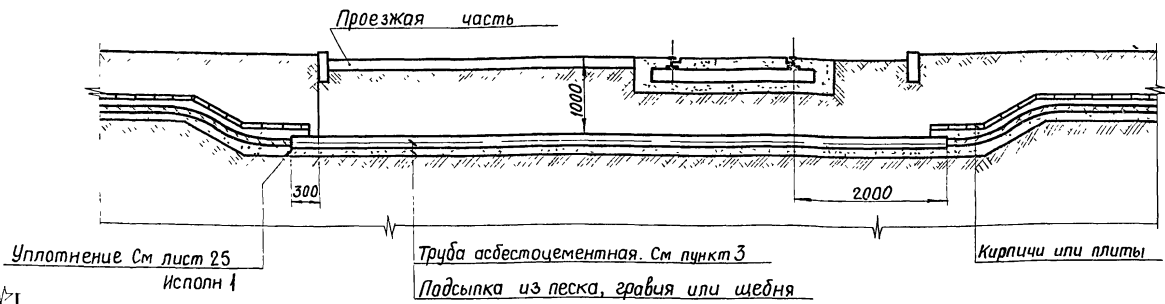 Проезжая часть
1000
300
2000
Уплотнение См лист 25
Исполн 1
Труба асбестоцементная. См пункт 3
Подсыпка из песка, гравия или щебня
Кирпичи или плиты